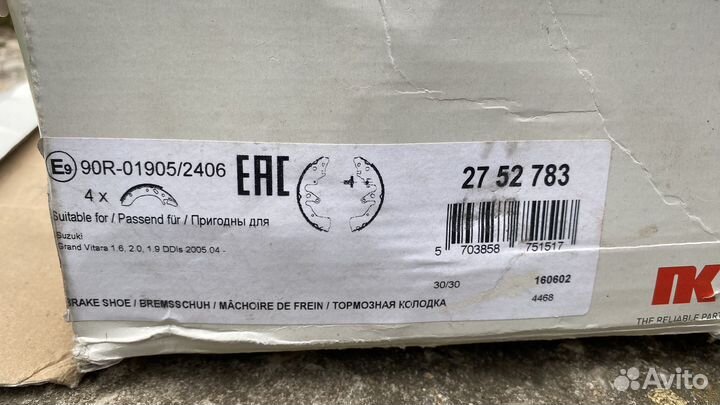 E9 90R-01905/2406 EAC 27 52 783
4 x
Suitable for / Passend für / Пригодны для
Suzuki
Grand Vitara 1.6, 2.0, 1.9 DDIs 2005.04 -
5 703858 751517
30/30 160602
4468
BRAKE SHOE / BREMSSCHUH / MÂCHOIRE DE FREIN / ТОРМОЗНАЯ КОЛОДКА
NK
THE RELIABLE PART
Avito